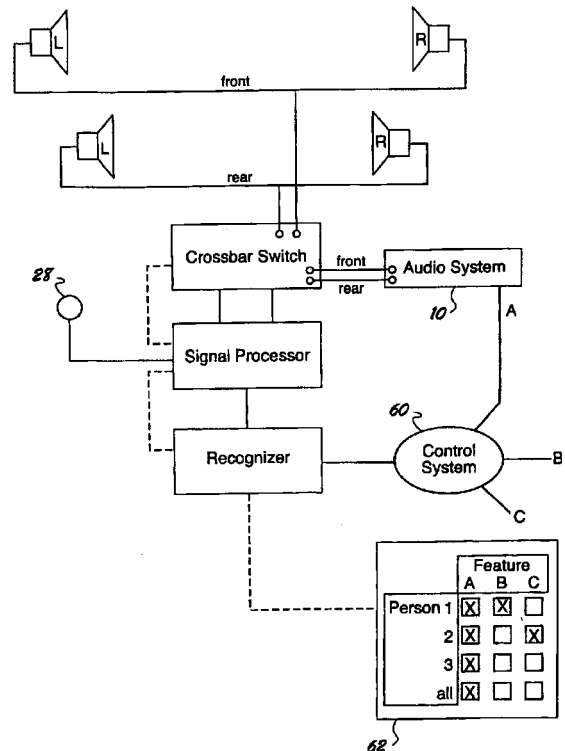 L
R
front
L
R
rear
Crossbar Switch
front
rear
Audio System
28
10
A
Signal Processor
60
Recognizer
Control
System
B
C
Feature
A B C
Person 1 X X
2 X X
3 X
all X
62